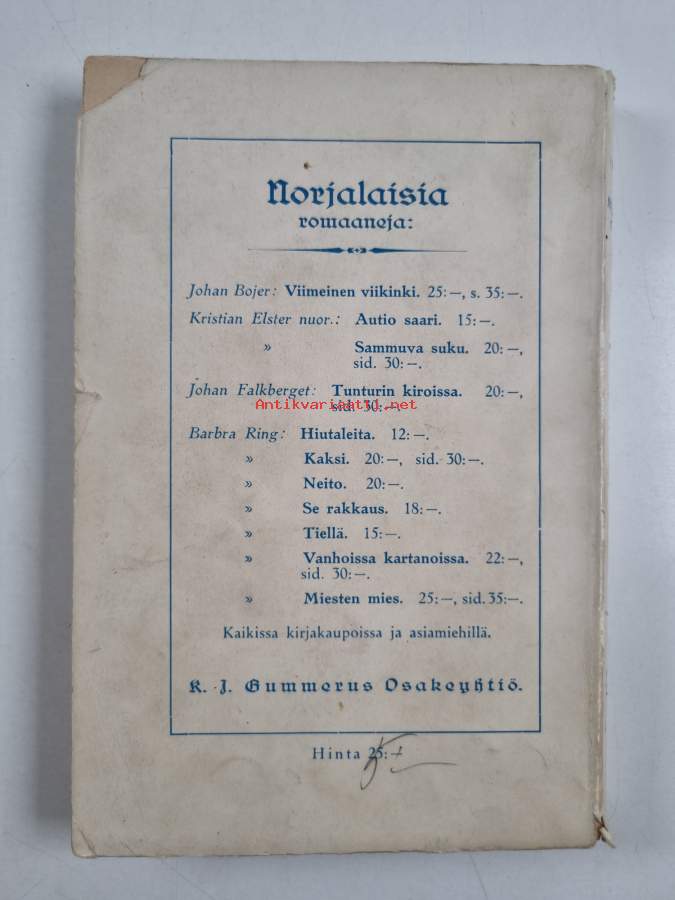 Norjalaisia
romaaneja:
Johan Bojer: Viimeinen viikinki. 25:—, s. 35:—.
Kristian Elster nuor.: Autio saari. 15:—.
» Sammuva suku. 20:—,
sid. 30:—.
Johan Falkberget: Tunturin kiroissa. 20:—,
Antikvariaatti.net
sid. 30:—.
Barbra Ring: Hiutaleita. 12:—.
» Kaksi. 20:—, sid. 30:—.
» Neito. 20:—.
» Se rakkaus. 18:—.
» Tiellä. 15:—.
» Vanhoissa kartanoissa. 22:—,
sid. 30:—.
» Miesten mies. 25:—, sid. 35:—.
Kaikissa kirjakaupoissa ja asiamiehillä.
K. J. Gummerus Osakeyhtiö.
Hinta 25:—